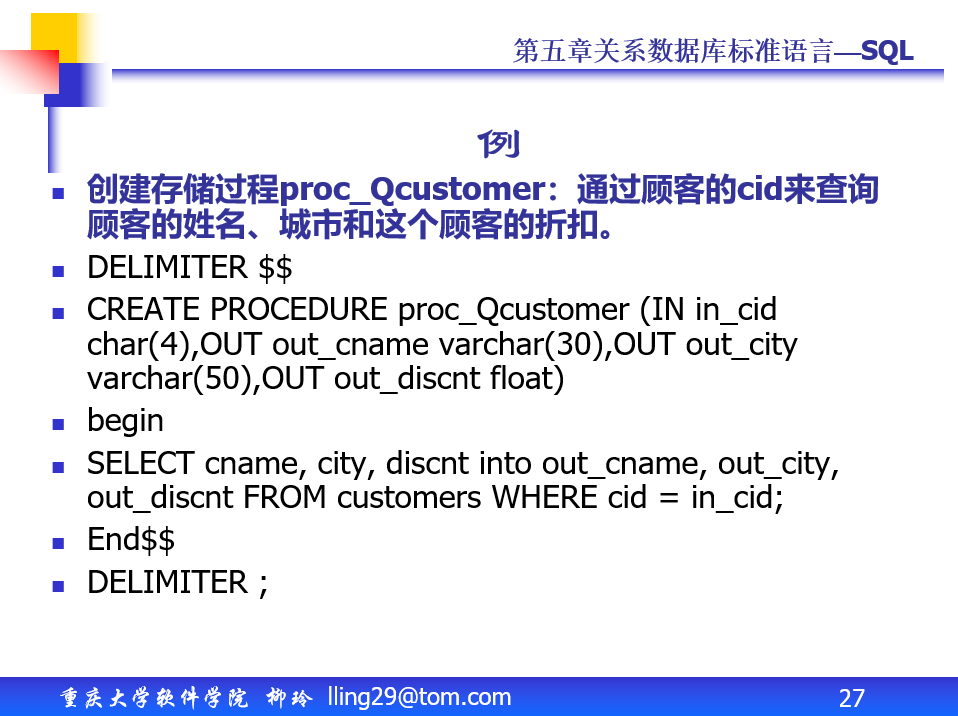 第五章关系数据库标准语言—SQL
例
创建存储过程proc_Qcustomer：通过顾客的cid来查询
顾客的姓名、城市和这个顾客的折扣。
DELIMITER $$
CREATE PROCEDURE proc_Qcustomer (IN in_cid
char(4),OUT out_cname varchar(30),OUT out_city
varchar(50),OUT out_discnt float)
begin
SELECT cname, city, discnt into out_cname, out_city,
out_discnt FROM customers WHERE cid = in_cid;
End$$
DELIMITER ;
重庆大学软件学院 柳玲 lling29@tom.com
27